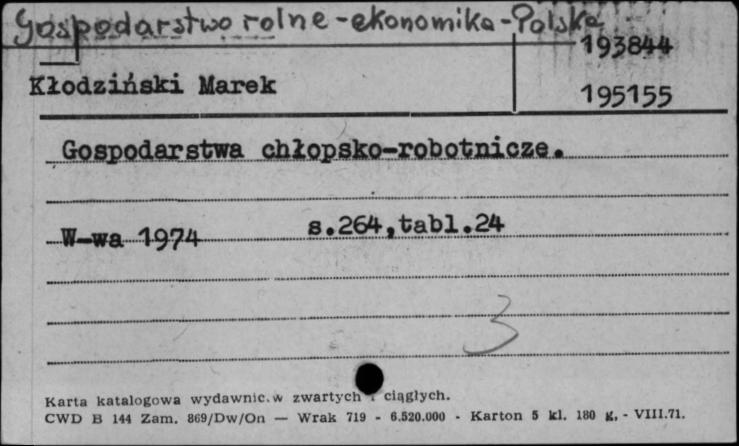 Gospodarstwo rolne - ekonomika - Polska
193844
Kłodziński Marek
195155
Gospodarstwa chłopsko-robotnicze.
W-wa 1974 s.264,tabl.24
3
Karta katalogowa wydawnic.w zwartych i ciągłych.
CWD B 144 Zam. 869/Dw/On — Wrak 719 - 6.520.000 - Karton 5 kl. 180 g. - VIII.71.